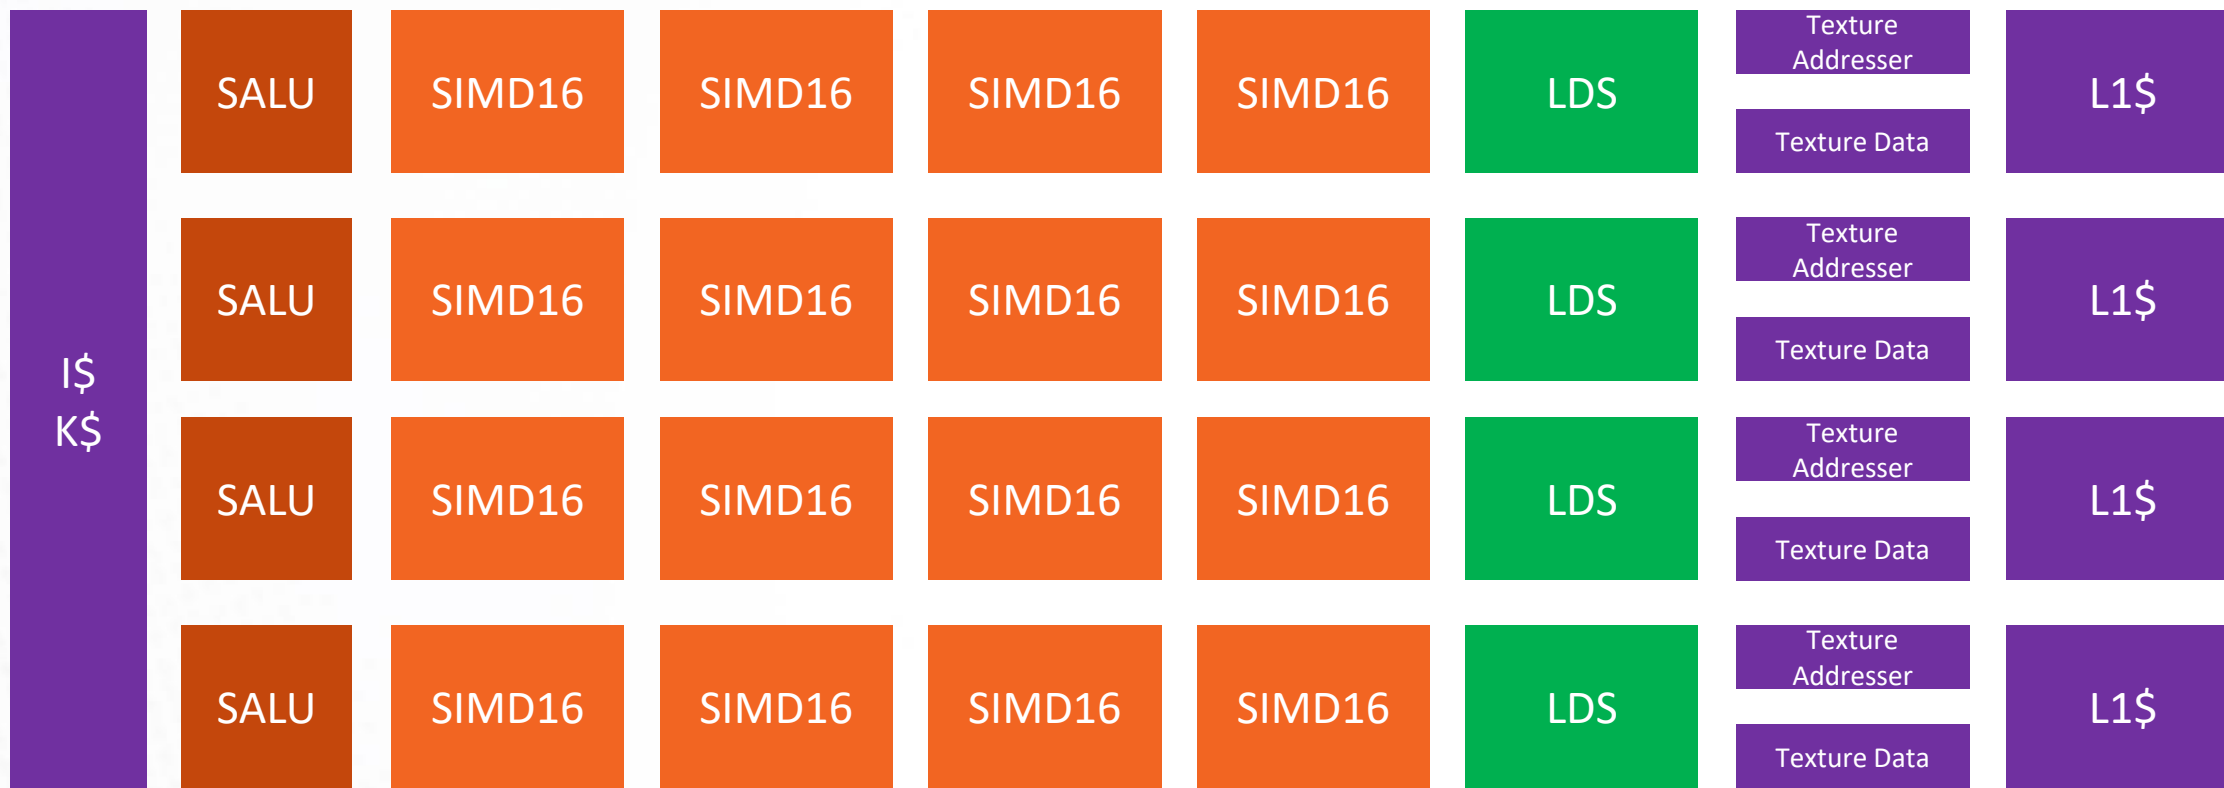 SALU
SIMD16
SIMD16
SIMD16
SIMD16
LDS
Texture
Addresser
Texture Data
L1$
SALU
SIMD16
SIMD16
SIMD16
SIMD16
LDS
Texture
Addresser
Texture Data
L1$
I$
K$
SALU
SIMD16
SIMD16
SIMD16
SIMD16
LDS
Texture
Addresser
Texture Data
L1$
SALU
SIMD16
SIMD16
SIMD16
SIMD16
LDS
Texture
Addresser
Texture Data
L1$